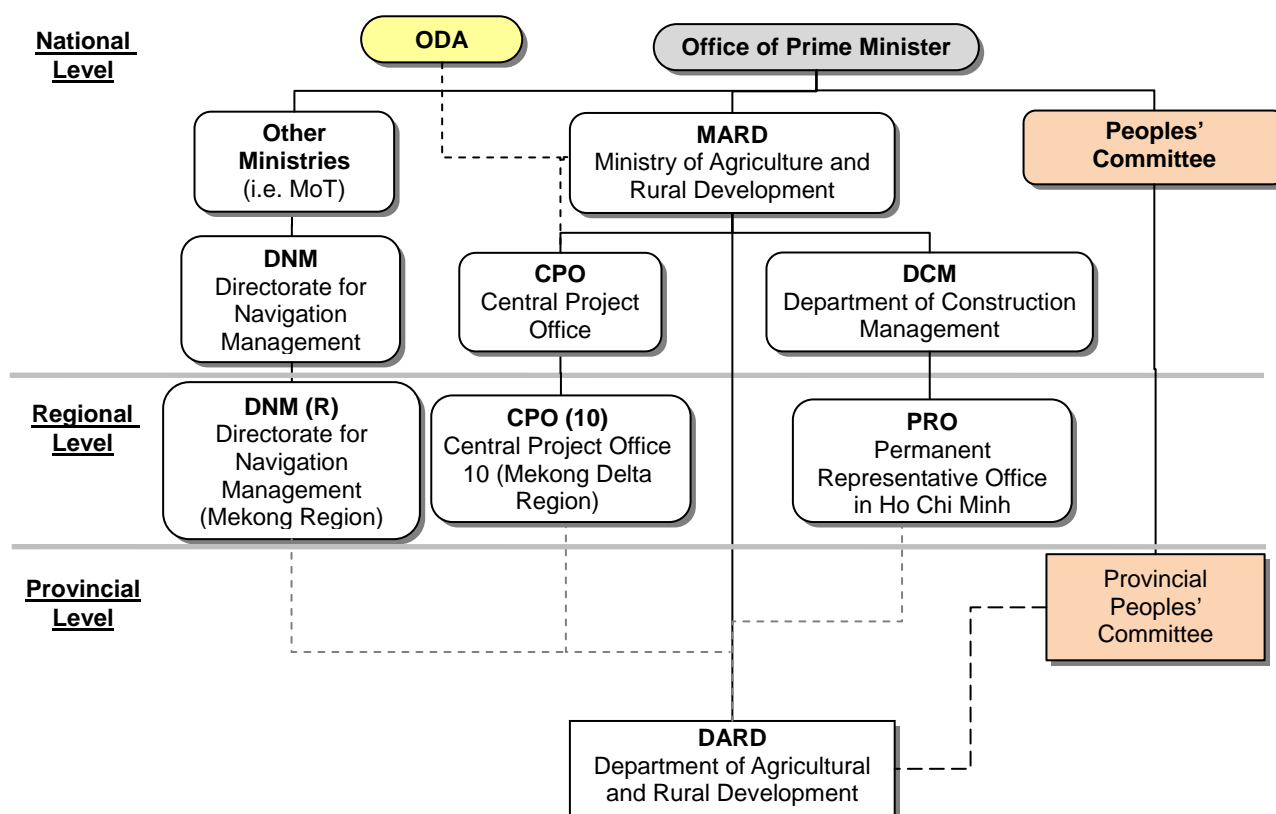 National
Level
ODA
Office of Prime Minister
Other
Ministries
(i.e. MoT)
MARD
Ministry of Agriculture and
Rural Development
Peoples’
Committee
DNM
Directorate for
Navigation
Management
CPO
Central Project
Office
DCM
Department of Construction
Management
Regional
Level
DNM (R)
Directorate for
Navigation
Management
(Mekong Region)
CPO (10)
Central Project Office
10 (Mekong Delta
Region)
PRO
Permanent
Representative Office
in Ho Chi Minh
Provincial
Level
Provincial
Peoples’
Committee
DARD
Department of Agricultural
and Rural Development